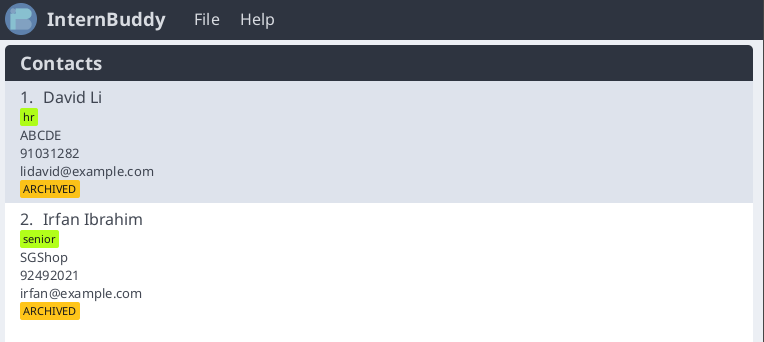 InternBuddy File Help
Contacts
1. David Li
hr
ABCDE
91031282
lidavid@example.com
ARCHIVED
2. Irfan Ibrahim
senior
SGShop
92492021
irfan@example.com
ARCHIVED